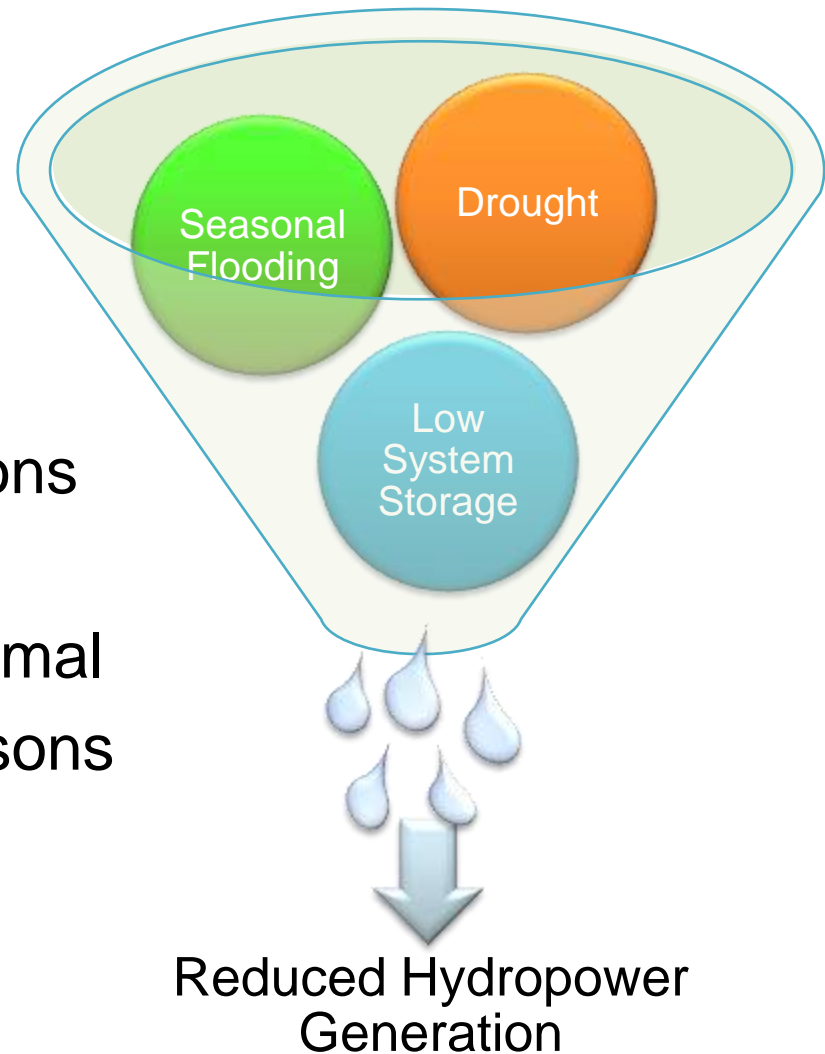 Seasonal
Flooding
Drought
Low
System
Storage
ons
mal
sons
Reduced Hydropower
Generation